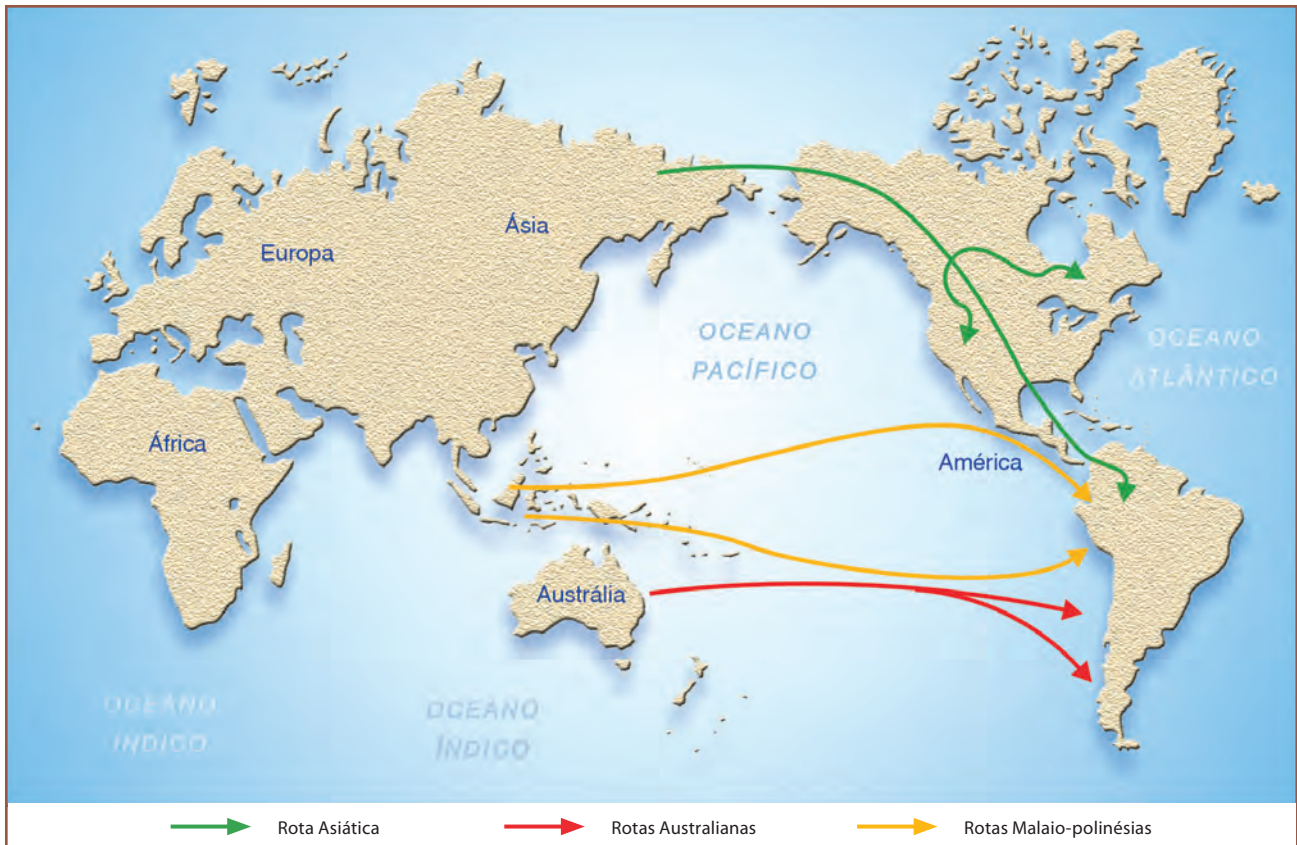 Ásia
Europa
OCEANO
PACÍFICO
OCEANO
ATLÂNTICO
África
América
Austrália
OCEANO
ÍNDICO
OCEANO
ÍNDICO
Rota Asiática
Rotas Australianas
Rotas Malaio-polinésias